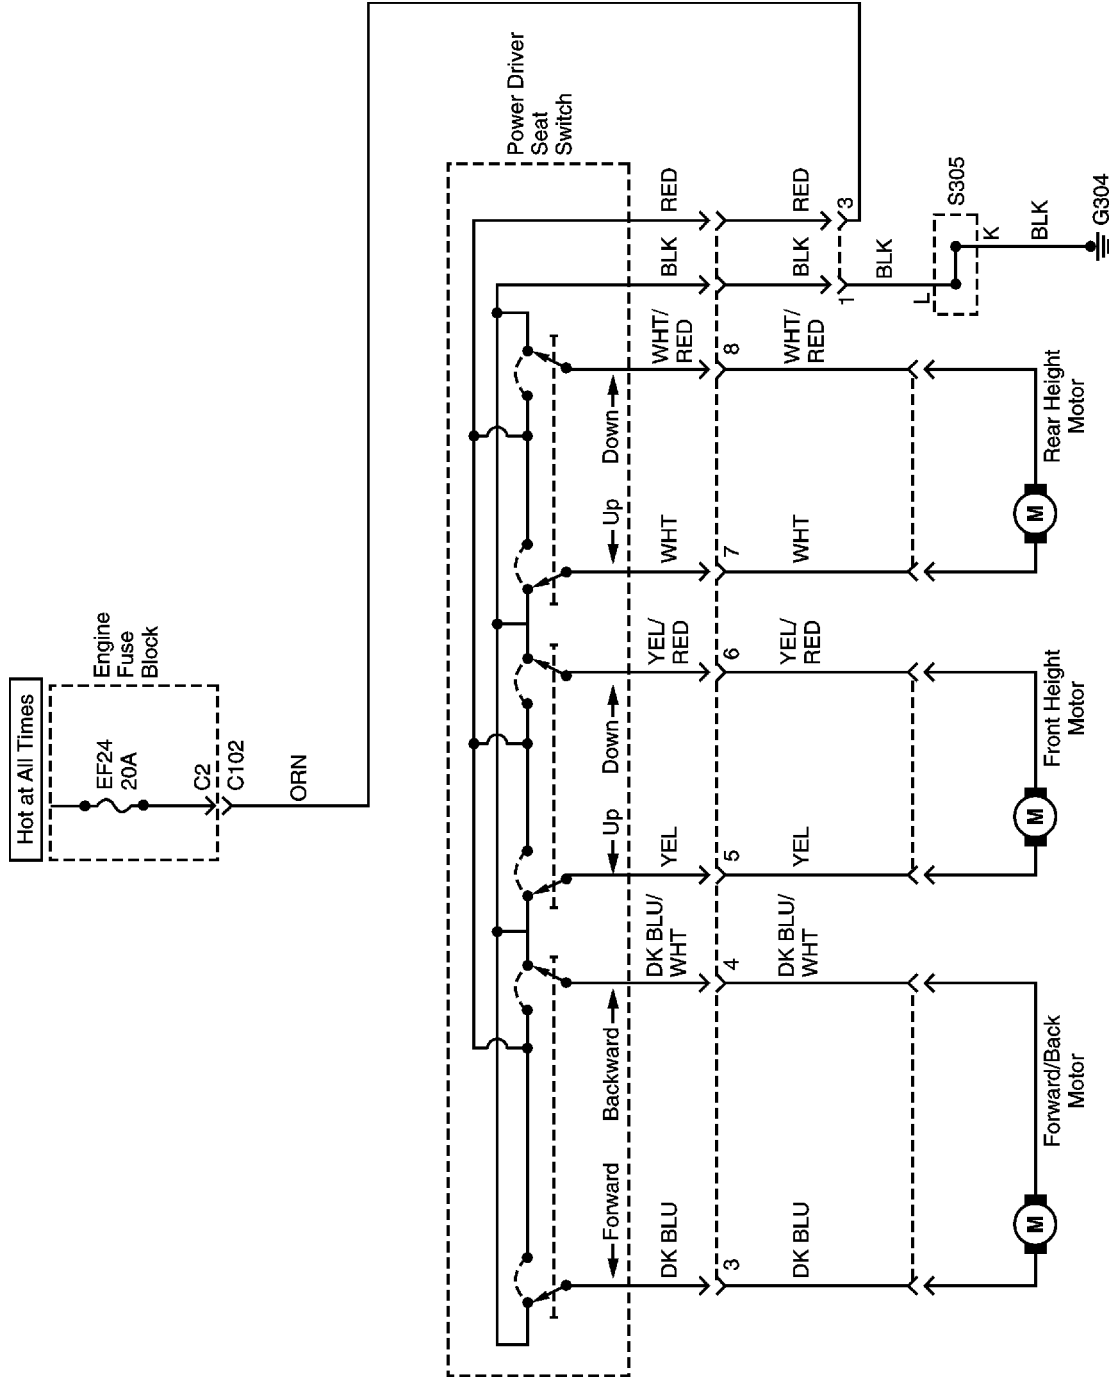 Hot at All Times
EF24
20A
Engine
Fuse
Block
C2
C102
ORN
Power Driver
Seat
Switch
Forward
Backward
Up
Down
Up
Down
DK BLU
DK BLU/
WHT
YEL
YEL/
RED
WHT
WHT/
RED
BLK
RED
3
4
5
6
7
8
DK BLU
DK BLU/
WHT
YEL
YEL/
RED
WHT
WHT/
RED
BLK
RED
1
3
BLK
L
S305
K
BLK
G304
M
M
M
Forward/Back
Motor
Front Height
Motor
Rear Height
Motor